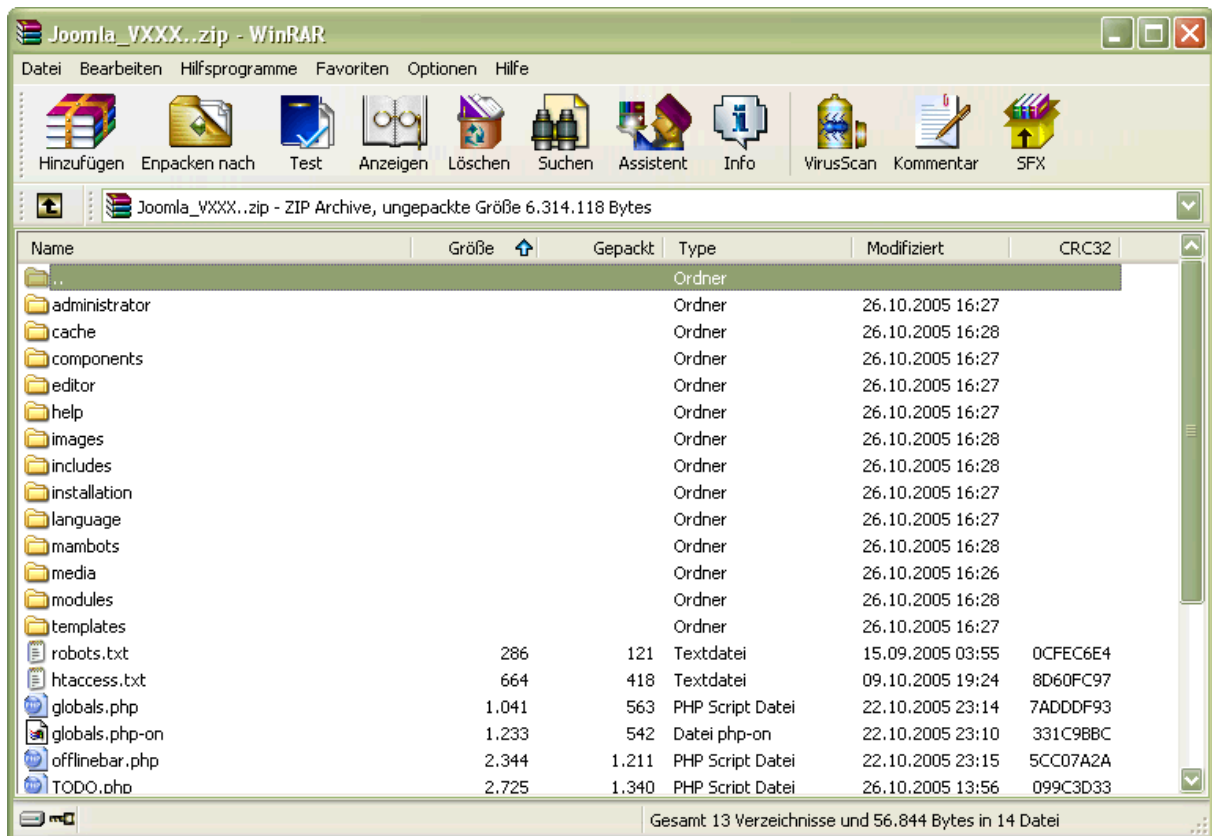 Joomla_VXXX..zip - WinRAR
Datei Bearbeiten Hilfsprogramme Favoriten Optionen Hilfe
Hinzufügen Enpacken nach Test Anzeigen Löschen Suchen Assistent Info VirusScan Kommentar SFX
Joomla_VXXX..zip - ZIP Archive, ungepackte Größe 6.314.118 Bytes
Name Größe Gepackt Type Modifiziert CRC32
.. Ordner
administrator Ordner 26.10.2005 16:27
cache Ordner 26.10.2005 16:28
components Ordner 26.10.2005 16:27
editor Ordner 26.10.2005 16:27
help Ordner 26.10.2005 16:27
images Ordner 26.10.2005 16:28
includes Ordner 26.10.2005 16:28
installation Ordner 26.10.2005 16:27
language Ordner 26.10.2005 16:27
mambots Ordner 26.10.2005 16:28
media Ordner 26.10.2005 16:26
modules Ordner 26.10.2005 16:28
templates Ordner 26.10.2005 16:27
robots.txt 286 121 Textdatei 15.09.2005 03:55 0CFEC6E4
htaccess.txt 664 418 Textdatei 09.10.2005 19:24 8D60FC97
globals.php 1.041 563 PHP Script Datei 22.10.2005 23:14 7ADDDF93
globals.php-on 1.233 542 Datei php-on 22.10.2005 23:10 331C9BBC
offlinebar.php 2.344 1.211 PHP Script Datei 22.10.2005 23:15 5CC07A2A
TODO.php 2.725 1.340 PHP Script Datei 26.10.2005 13:56 099C3D33
Gesamt 13 Verzeichnisse und 56.844 Bytes in 14 Datei